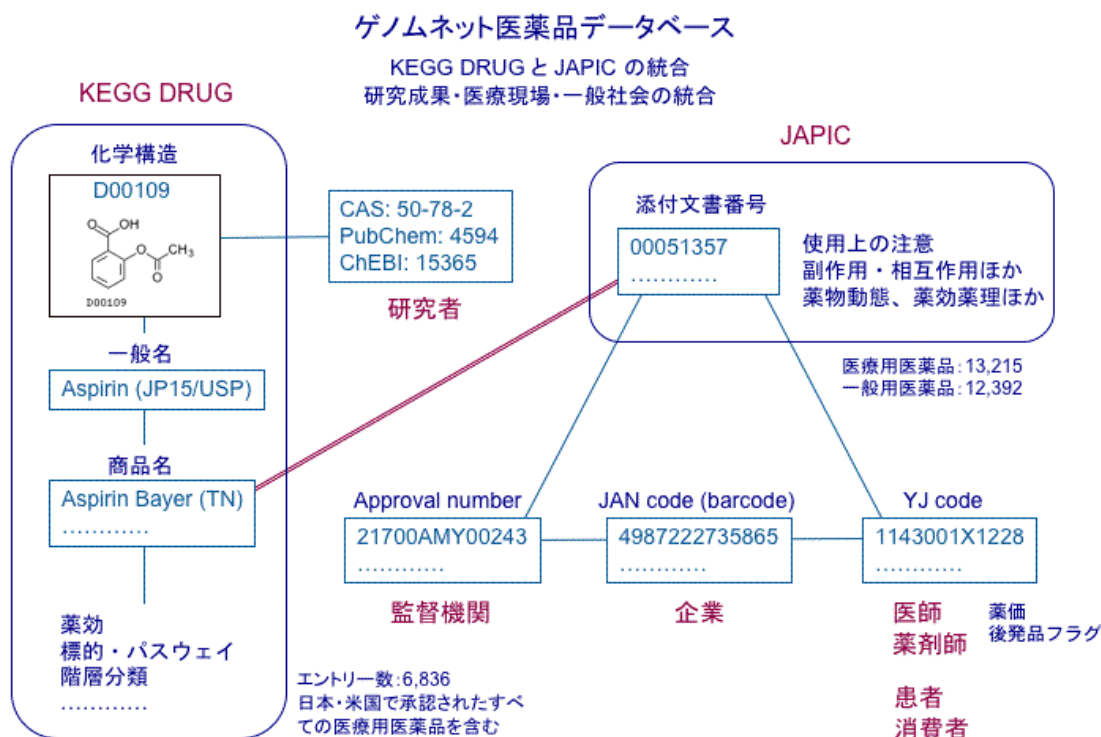 ゲノムネット医薬品データベース
KEGG DRUG と JAPIC の統合
研究成果・医療現場・一般社会の統合
KEGG DRUG
化学構造
D00109
O
OH
O
CH3
O
D00109
一般名
Aspirin (JP15/USP)
商品名
Aspirin Bayer (TN)
............
薬効
標的・パスウェイ
階層分類
............
CAS: 50-78-2
PubChem: 4594
ChEBI: 15365
研究者
JAPIC
添付文書番号
00051357
............
使用上の注意
副作用・相互作用ほか
薬物動態、薬効薬理ほか
医療用医薬品:13,215
一般用医薬品:12,392
Approval number
21700AMY00243
............
監督機関
JAN code (barcode)
4987222735865
............
企業
YJ code
1143001X1228
............
医師
薬剤師
薬価
後発品フラグ
患者
消費者
エントリー数:6,836
日本・米国で承認されたすべ
ての医療用医薬品を含む